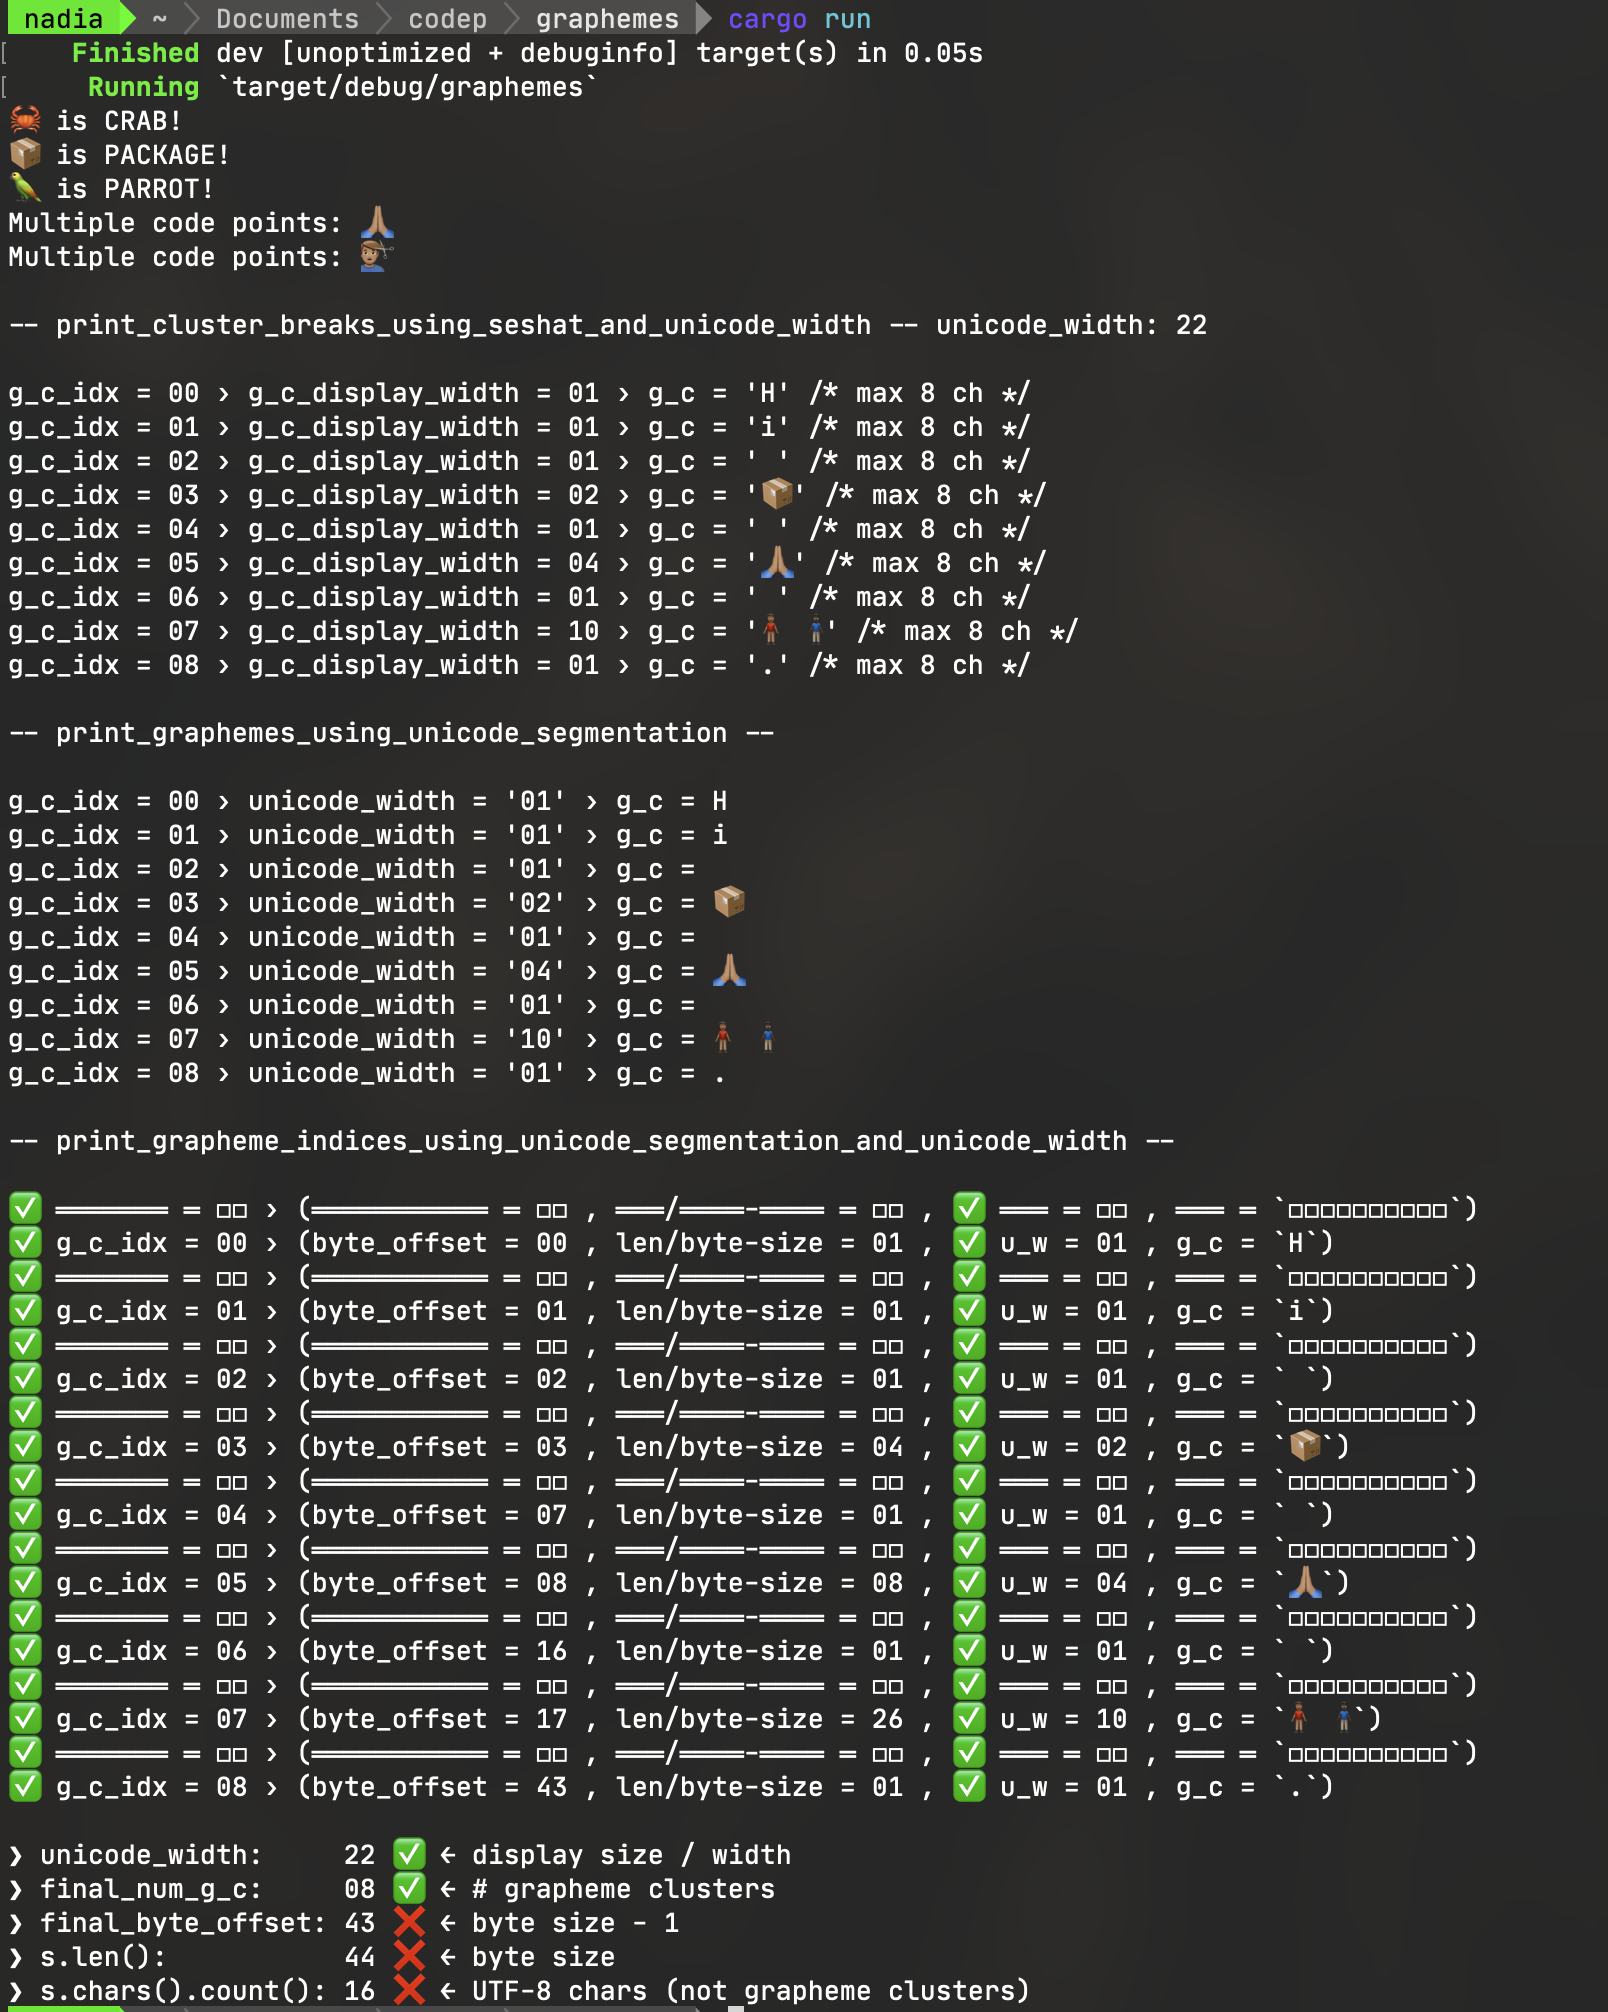 nadia ~ Documents codep graphemes cargo run
    Finished dev [unoptimized + debuginfo] target(s) in 0.05s
     Running `target/debug/graphemes`
🦀 is CRAB!
📦 is PACKAGE!
🦜 is PARROT!
Multiple code points: 🙏🏽
Multiple code points: 💇🏽‍♂️
-- print_cluster_breaks_using_seshat_and_unicode_width -- unicode_width: 22
g_c_idx = 00 › g_c_display_width = 01 › g_c = 'H' /* max 8 ch */
g_c_idx = 01 › g_c_display_width = 01 › g_c = 'i' /* max 8 ch */
g_c_idx = 02 › g_c_display_width = 01 › g_c = ' ' /* max 8 ch */
g_c_idx = 03 › g_c_display_width = 02 › g_c = '📦' /* max 8 ch */
g_c_idx = 04 › g_c_display_width = 01 › g_c = ' ' /* max 8 ch */
g_c_idx = 05 › g_c_display_width = 04 › g_c = '🙏🏽' /* max 8 ch */
g_c_idx = 06 › g_c_display_width = 01 › g_c = ' ' /* max 8 ch */
g_c_idx = 07 › g_c_display_width = 10 › g_c = '👨🏾‍🤝‍👨🏿' /* max 8 ch */
g_c_idx = 08 › g_c_display_width = 01 › g_c = '.' /* max 8 ch */
-- print_graphemes_using_unicode_segmentation --
g_c_idx = 00 › unicode_width = '01' › g_c = H
g_c_idx = 01 › unicode_width = '01' › g_c = i
g_c_idx = 02 › unicode_width = '01' › g_c =
g_c_idx = 03 › unicode_width = '02' › g_c = 📦
g_c_idx = 04 › unicode_width = '01' › g_c =
g_c_idx = 05 › unicode_width = '04' › g_c = 🙏🏽
g_c_idx = 06 › unicode_width = '01' › g_c =
g_c_idx = 07 › unicode_width = '10' › g_c = 👨🏾‍🤝‍👨🏿
g_c_idx = 08 › unicode_width = '01' › g_c = .
-- print_grapheme_indices_using_unicode_segmentation_and_unicode_width --
✅ ═══════ = □□ › (═══════════ = □□ , ═══/════-════ = □□ , ✅ ═══ = □□ , ═══ = `□□□□□□□□□□`)
✅ g_c_idx = 00 › (byte_offset = 00 , len/byte-size = 01 , ✅ u_w = 01 , g_c = `H`)
✅ ═══════ = □□ › (═══════════ = □□ , ═══/════-════ = □□ , ✅ ═══ = □□ , ═══ = `□□□□□□□□□□`)
✅ g_c_idx = 01 › (byte_offset = 01 , len/byte-size = 01 , ✅ u_w = 01 , g_c = `i`)
✅ ═══════ = □□ › (═══════════ = □□ , ═══/════-════ = □□ , ✅ ═══ = □□ , ═══ = `□□□□□□□□□□`)
✅ g_c_idx = 02 › (byte_offset = 02 , len/byte-size = 01 , ✅ u_w = 01 , g_c = ` `)
✅ ═══════ = □□ › (═══════════ = □□ , ═══/════-════ = □□ , ✅ ═══ = □□ , ═══ = `□□□□□□□□□□`)
✅ g_c_idx = 03 › (byte_offset = 03 , len/byte-size = 04 , ✅ u_w = 02 , g_c = `📦`)
✅ ═══════ = □□ › (═══════════ = □□ , ═══/════-════ = □□ , ✅ ═══ = □□ , ═══ = `□□□□□□□□□□`)
✅ g_c_idx = 04 › (byte_offset = 07 , len/byte-size = 01 , ✅ u_w = 01 , g_c = ` `)
✅ ═══════ = □□ › (═══════════ = □□ , ═══/════-════ = □□ , ✅ ═══ = □□ , ═══ = `□□□□□□□□□□`)
✅ g_c_idx = 05 › (byte_offset = 08 , len/byte-size = 08 , ✅ u_w = 04 , g_c = `🙏🏽`)
✅ ═══════ = □□ › (═══════════ = □□ , ═══/════-════ = □□ , ✅ ═══ = □□ , ═══ = `□□□□□□□□□□`)
✅ g_c_idx = 06 › (byte_offset = 16 , len/byte-size = 01 , ✅ u_w = 01 , g_c = ` `)
✅ ═══════ = □□ › (═══════════ = □□ , ═══/════-════ = □□ , ✅ ═══ = □□ , ═══ = `□□□□□□□□□□`)
✅ g_c_idx = 07 › (byte_offset = 17 , len/byte-size = 26 , ✅ u_w = 10 , g_c = `👨🏾‍🤝‍👨🏿`)
✅ ═══════ = □□ › (═══════════ = □□ , ═══/════-════ = □□ , ✅ ═══ = □□ , ═══ = `□□□□□□□□□□`)
✅ g_c_idx = 08 › (byte_offset = 43 , len/byte-size = 01 , ✅ u_w = 01 , g_c = `.`)
❯ unicode_width:     22 ✅ ← display size / width
❯ final_num_g_c:     08 ✅ ← # grapheme clusters
❯ final_byte_offset: 43 ❌ ← byte size - 1
❯ s.len():           44 ❌ ← byte size
❯ s.chars().count(): 16 ❌ ← UTF-8 chars (not grapheme clusters)